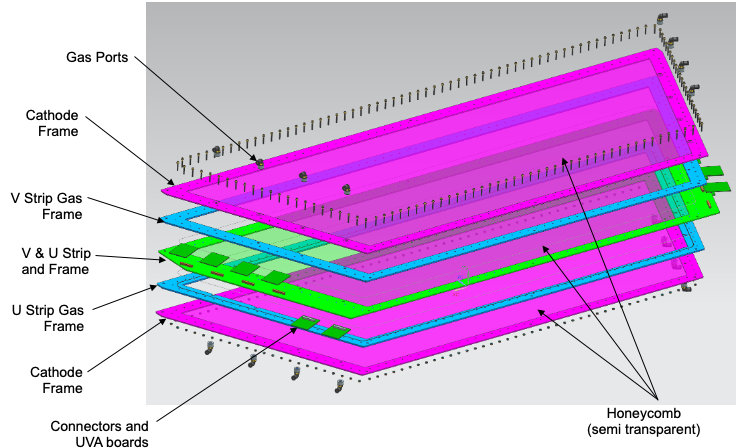 Gas Ports
Cathode
Frame
V Strip Gas
Frame
V & U Strip
and Frame
U Strip Gas
Frame
Cathode
Frame
Connectors and
UVA boards
Honeycomb
(semi transparent)